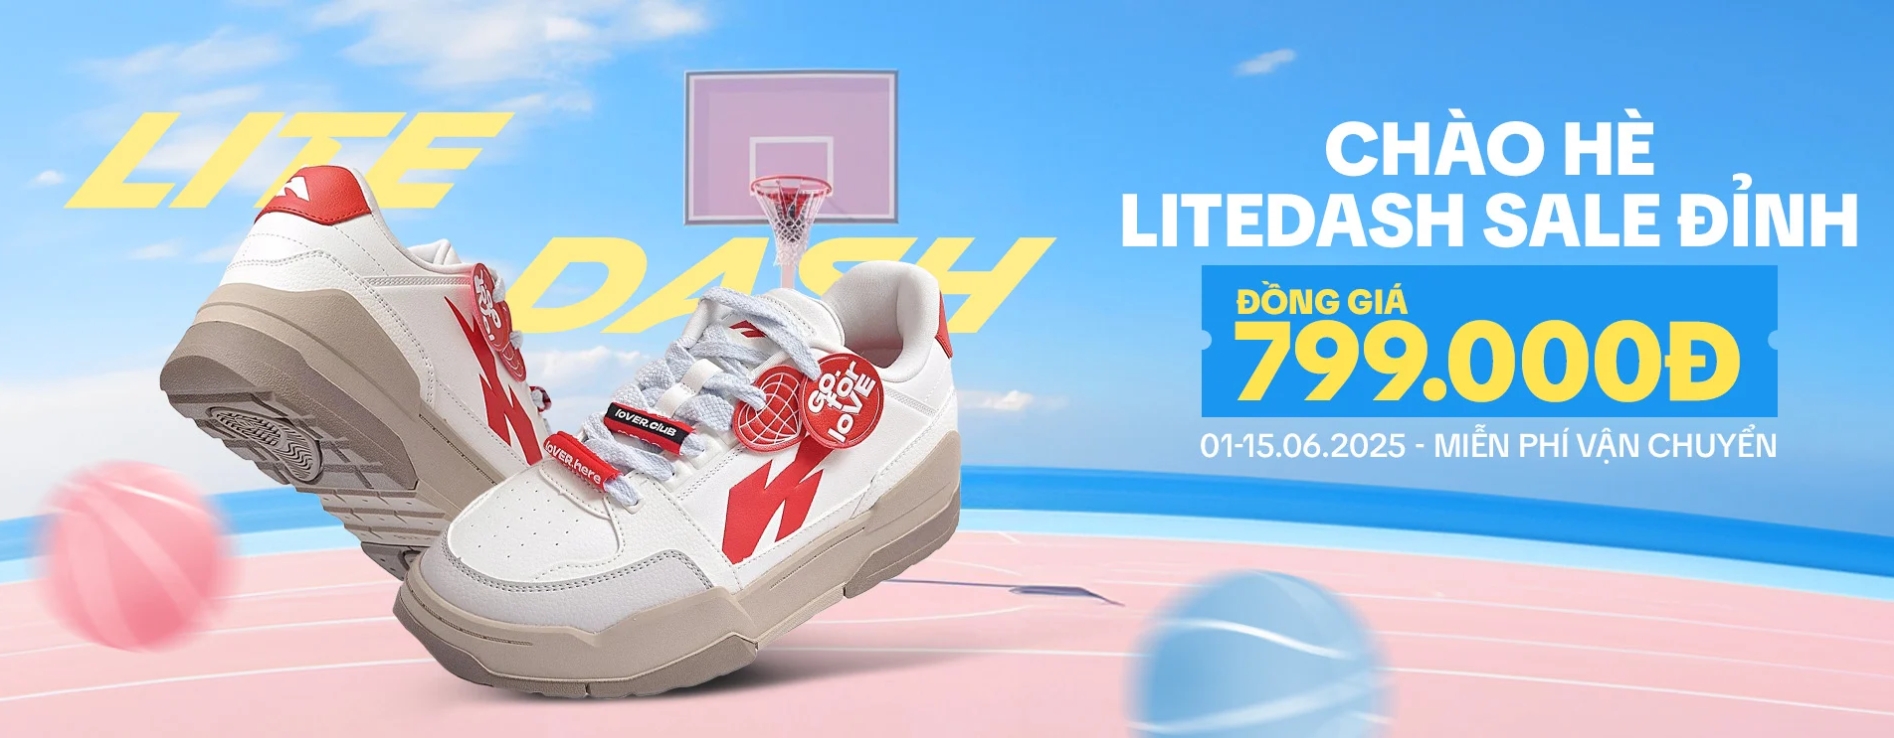 LITE
DASH
GO.
for
loVE
loVER.cluB
loVER.here
CHÀO HÈ
LITEDASH SALE ĐỈNH
ĐỒNG GIÁ
799.000Đ
01-15.06.2025 - MIỄN PHÍ VẬN CHUYỂN